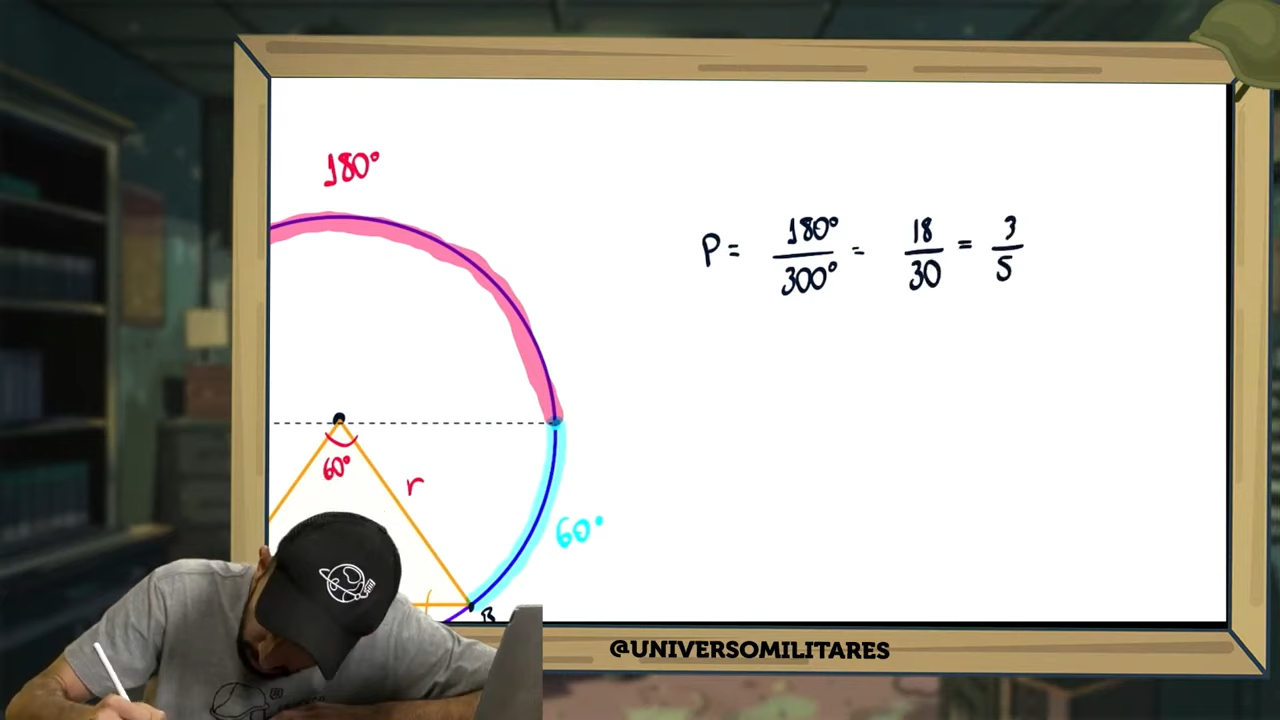 180°
P = 180°/300° = 18/30 = 3/5
60°
r
60°
B
@UNIVERSOMILITARES